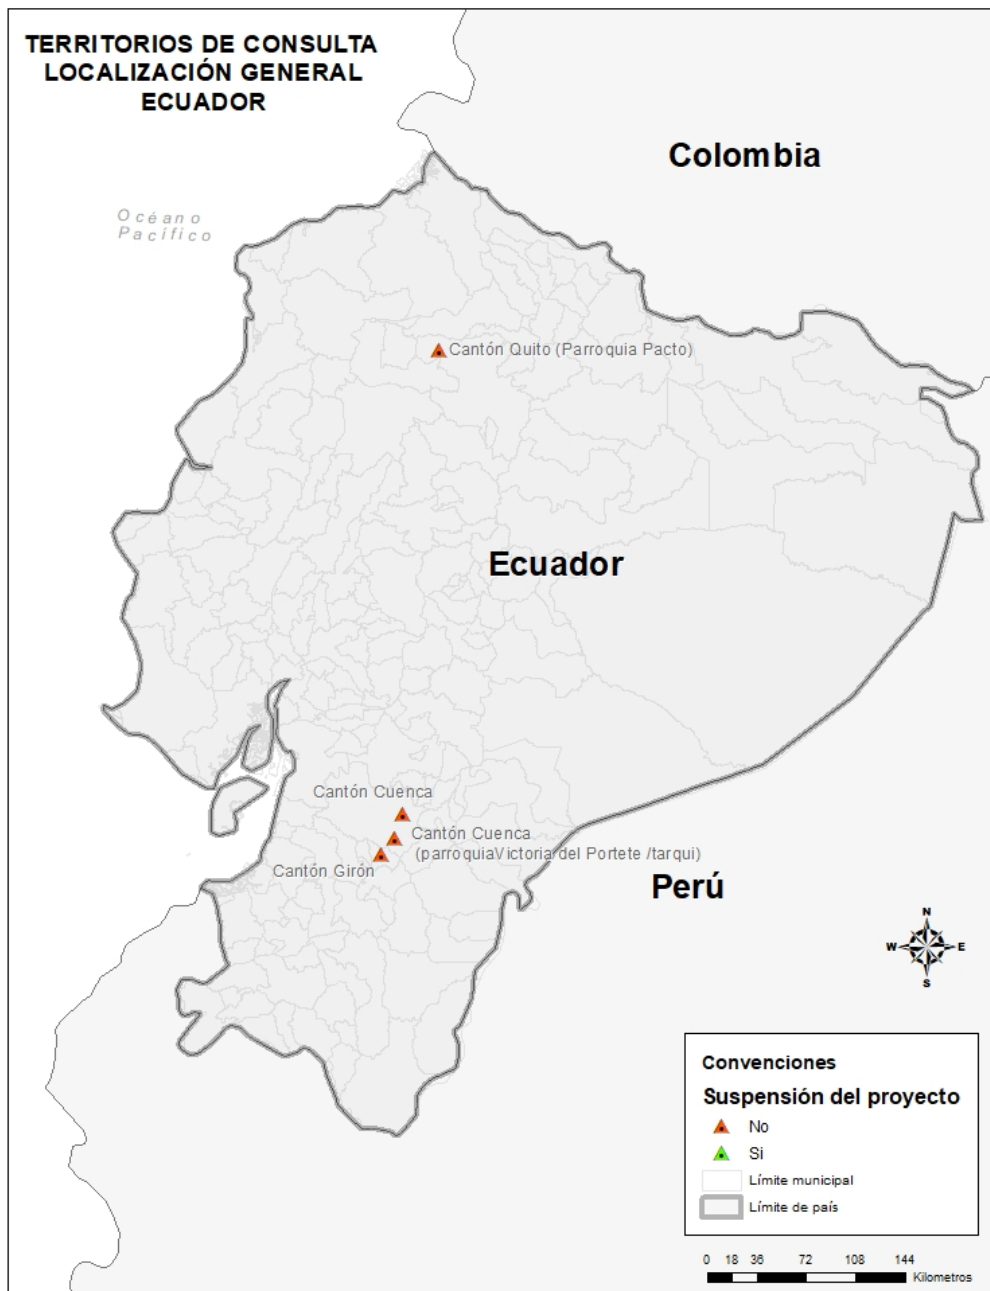 TERRITORIOS DE CONSULTA
LOCALIZACIÓN GENERAL
ECUADOR
Colombia
Océano
Pacífico
Cantón Quito (Parroquia Pacto)
Ecuador
Cantón Cuenca
Cantón Cuenca
(parroquiaVictoria del Portete /tarqui)
Cantón Girón
Perú
N
W E
S
Convenciones
Suspensión del proyecto
No
Si
Límite municipal
Límite de país
0 18 36 72 108 144
Kilometros